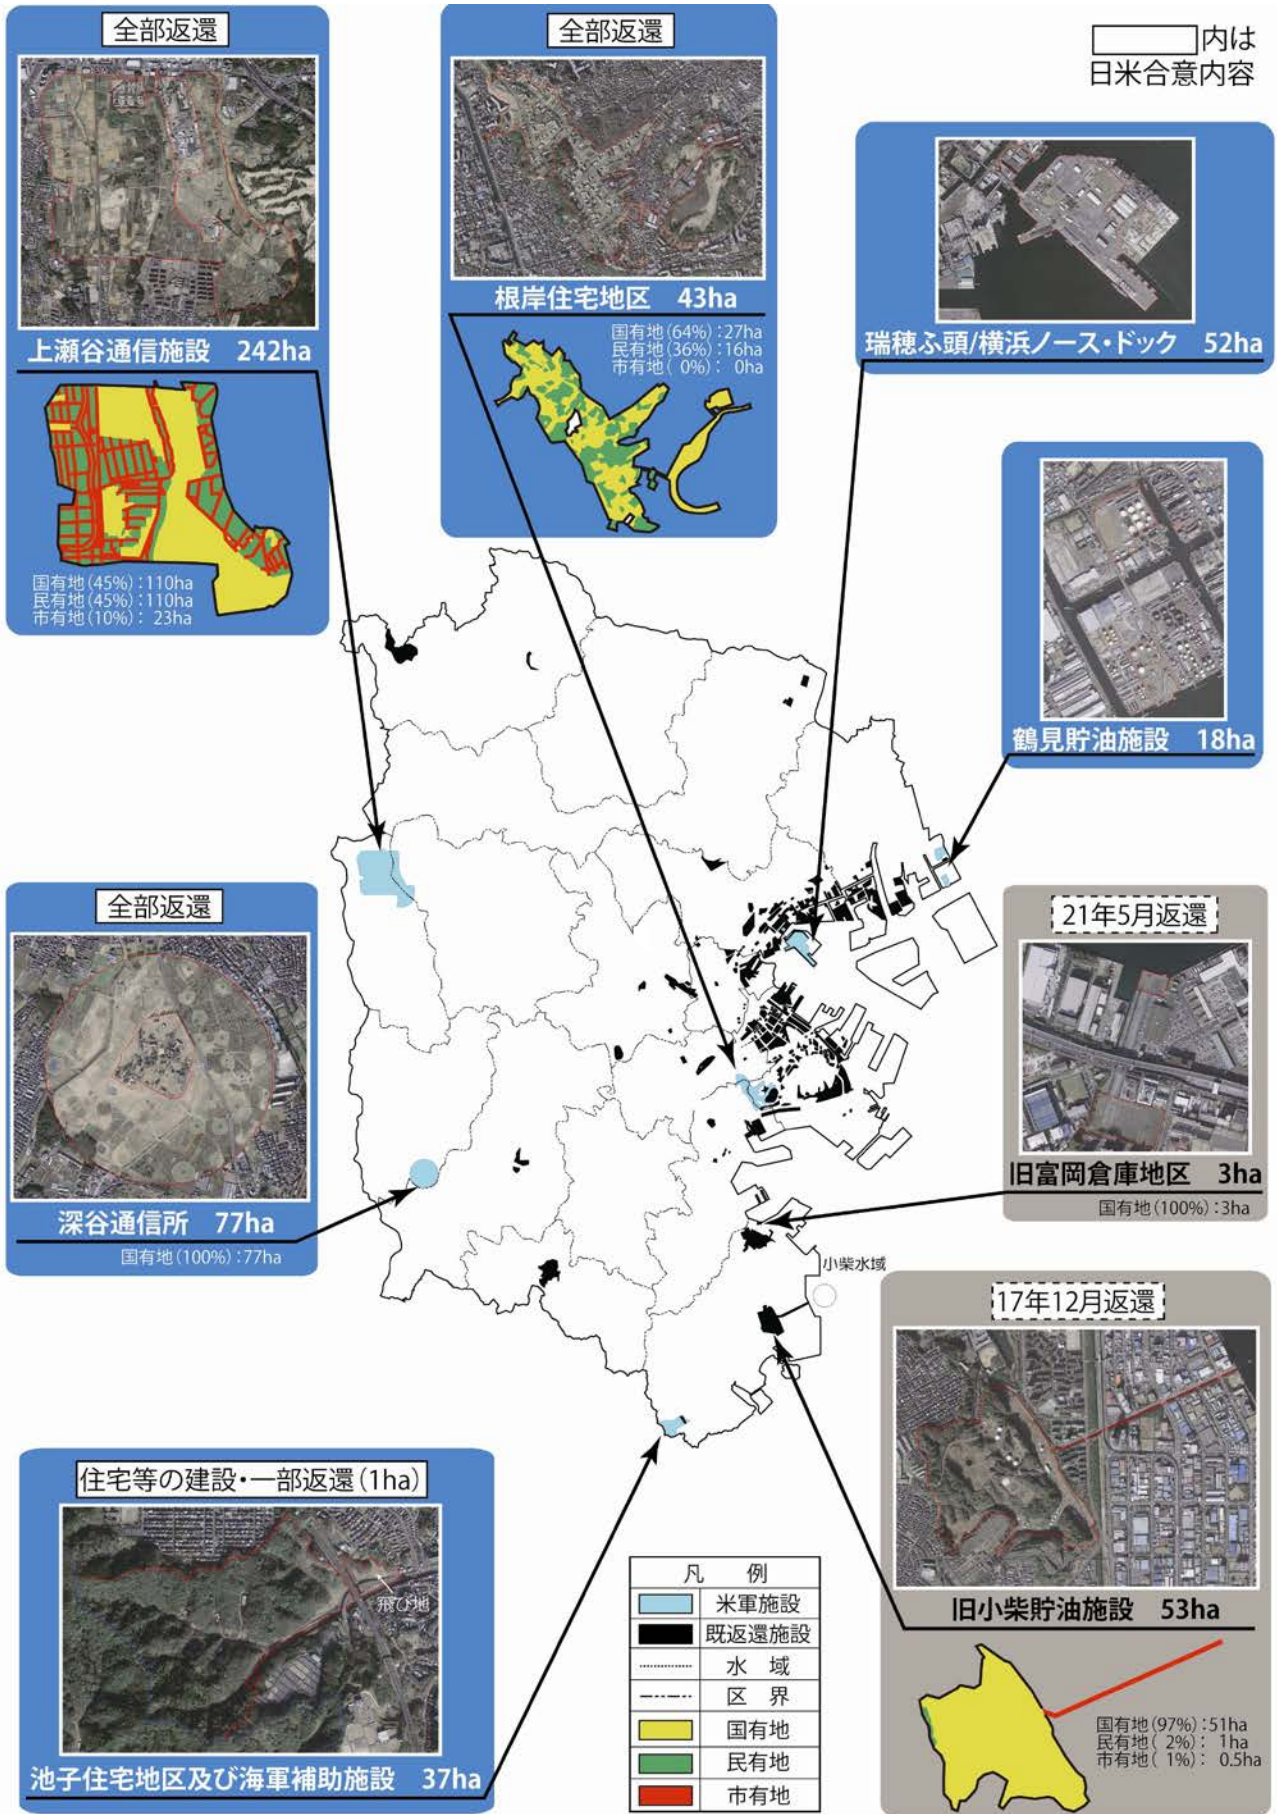 全部返還
上瀬谷通信施設 242ha
国有地(45%):110ha
民有地(45%):110ha
市有地(10%): 23ha
全部返還
根岸住宅地区 43ha
国有地(64%):27ha
民有地(36%):16ha
市有地( 0%): 0ha
内は
日米合意内容
瑞穂ふ頭/横浜ノース・ドック 52ha
鶴見貯油施設 18ha
全部返還
深谷通信所 77ha
国有地(100%):77ha
21年5月返還
旧富岡倉庫地区 3ha
国有地(100%):3ha
小柴水域
17年12月返還
旧小柴貯油施設 53ha
国有地(97%):51ha
民有地( 2%): 1ha
市有地( 1%): 0.5ha
住宅等の建設・一部返還(1ha)
飛び地
池子住宅地区及び海軍補助施設 37ha
凡 例
米軍施設
既返還施設
水 域
区 界
国有地
民有地
市有地